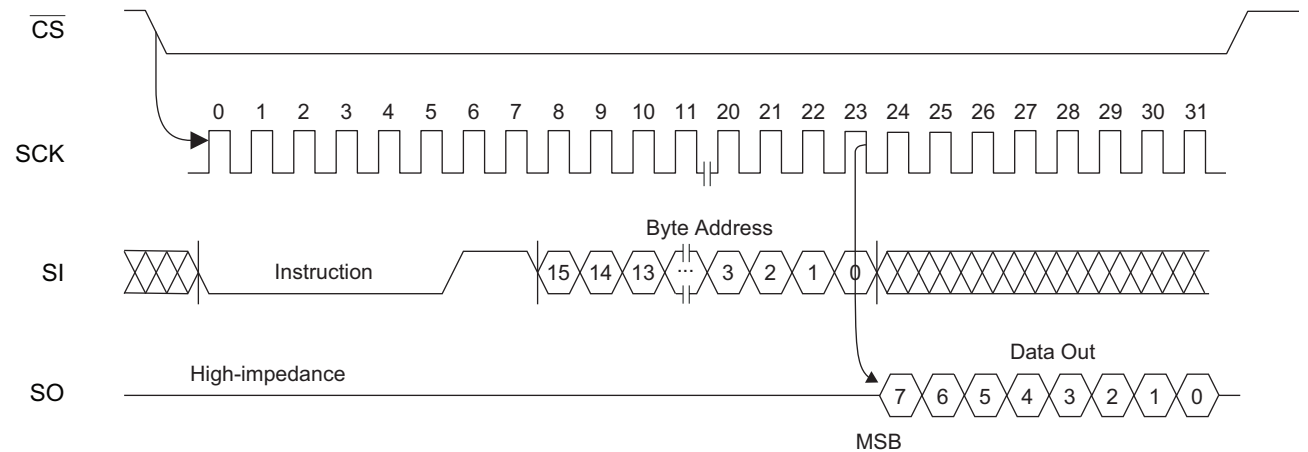 CS
0 1 2 3 4 5 6 7 8 9 10 11 20 21 22 23 24 25 26 27 28 29 30 31
SCK
Byte Address
SI Instruction 15 14 13 ... 3 2 1 0
Data Out
High-impedance
SO 7 6 5 4 3 2 1 0
MSB